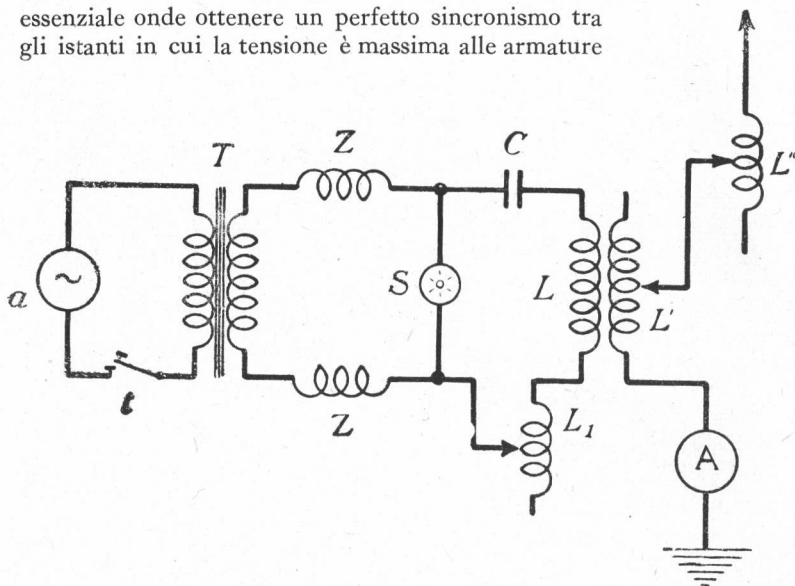 essenziale onde ottenere un perfetto sincronismo tra
gli istanti in cui la tensione è massima alle armature
T
Z
C
L"
a
~
S
L
L'
t
Z
L1
A